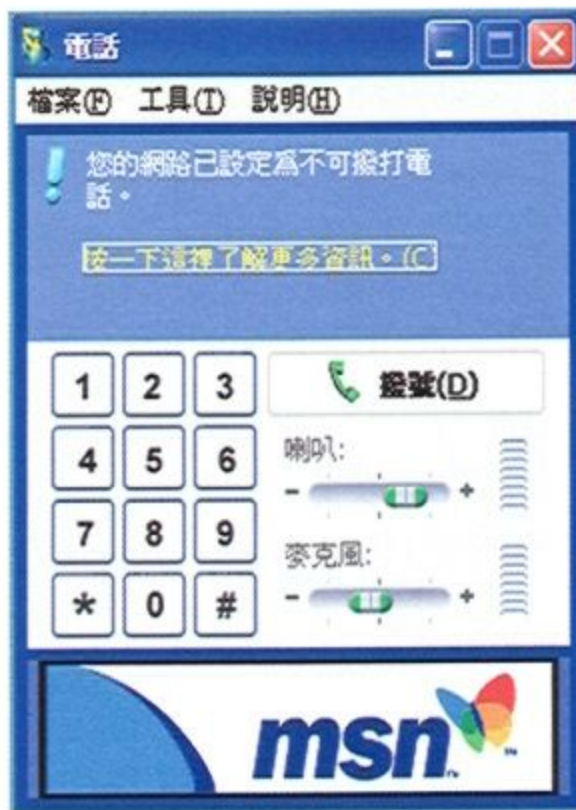 電話
檔案(F) 工具(T) 說明(H)
您的網路已設定為不可撥打電
話。
按一下這裡了解更多資訊。(C)
1 2 3
撥號(D)
4 5 6
喇叭:
- +
7 8 9
麥克風:
* 0 #
- +
msn